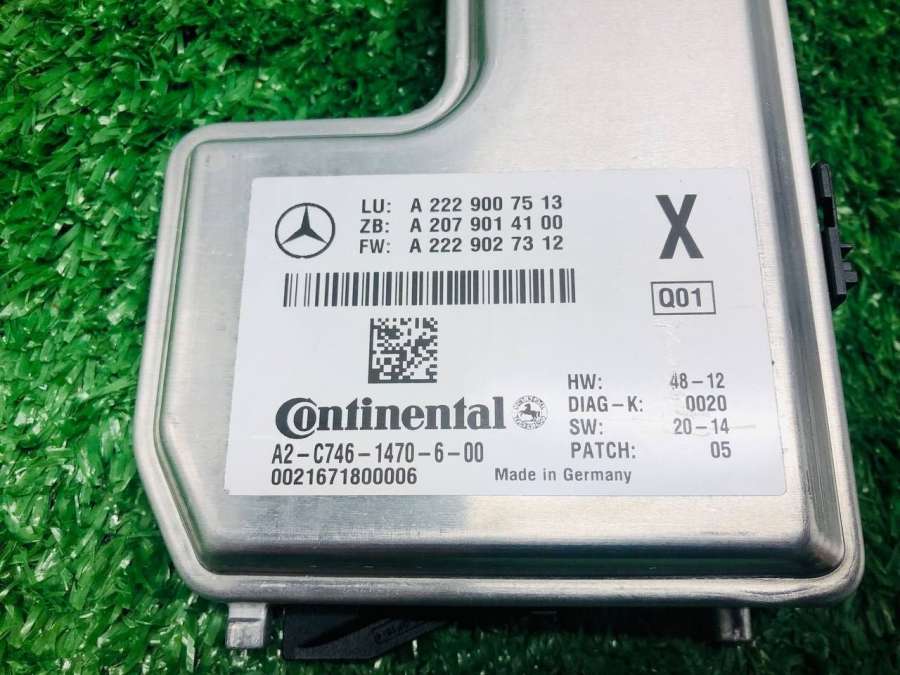 LU: A 222 900 75 13
ZB: A 207 901 41 00
FW: A 222 902 73 12
X
Q01
HW: 48-12
DIAG-K: 0020
SW: 20-14
PATCH: 05
Continental
A2-C746-1470-6-00
0021671800006
Made in Germany